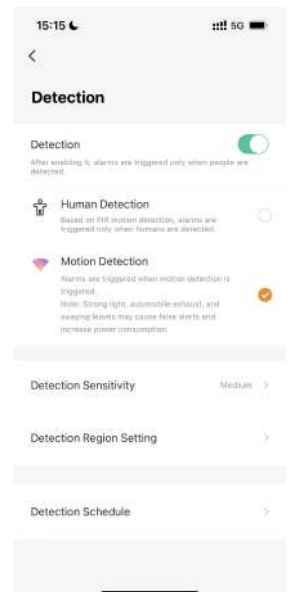 15:15
5G
Detection
Detection
After enabling it, alarms are triggered only when people are
detected.
Human Detection
Based on PIR motion detection, alarms are
triggered only when humans are detected.
Motion Detection
Alarms are triggered when motion detection is
triggered.
Note: Strong light, automobile exhaust, and
swaying leaves may cause false alerts and
increase power consumption.
Detection Sensitivity Medium
Detection Region Setting
Detection Schedule